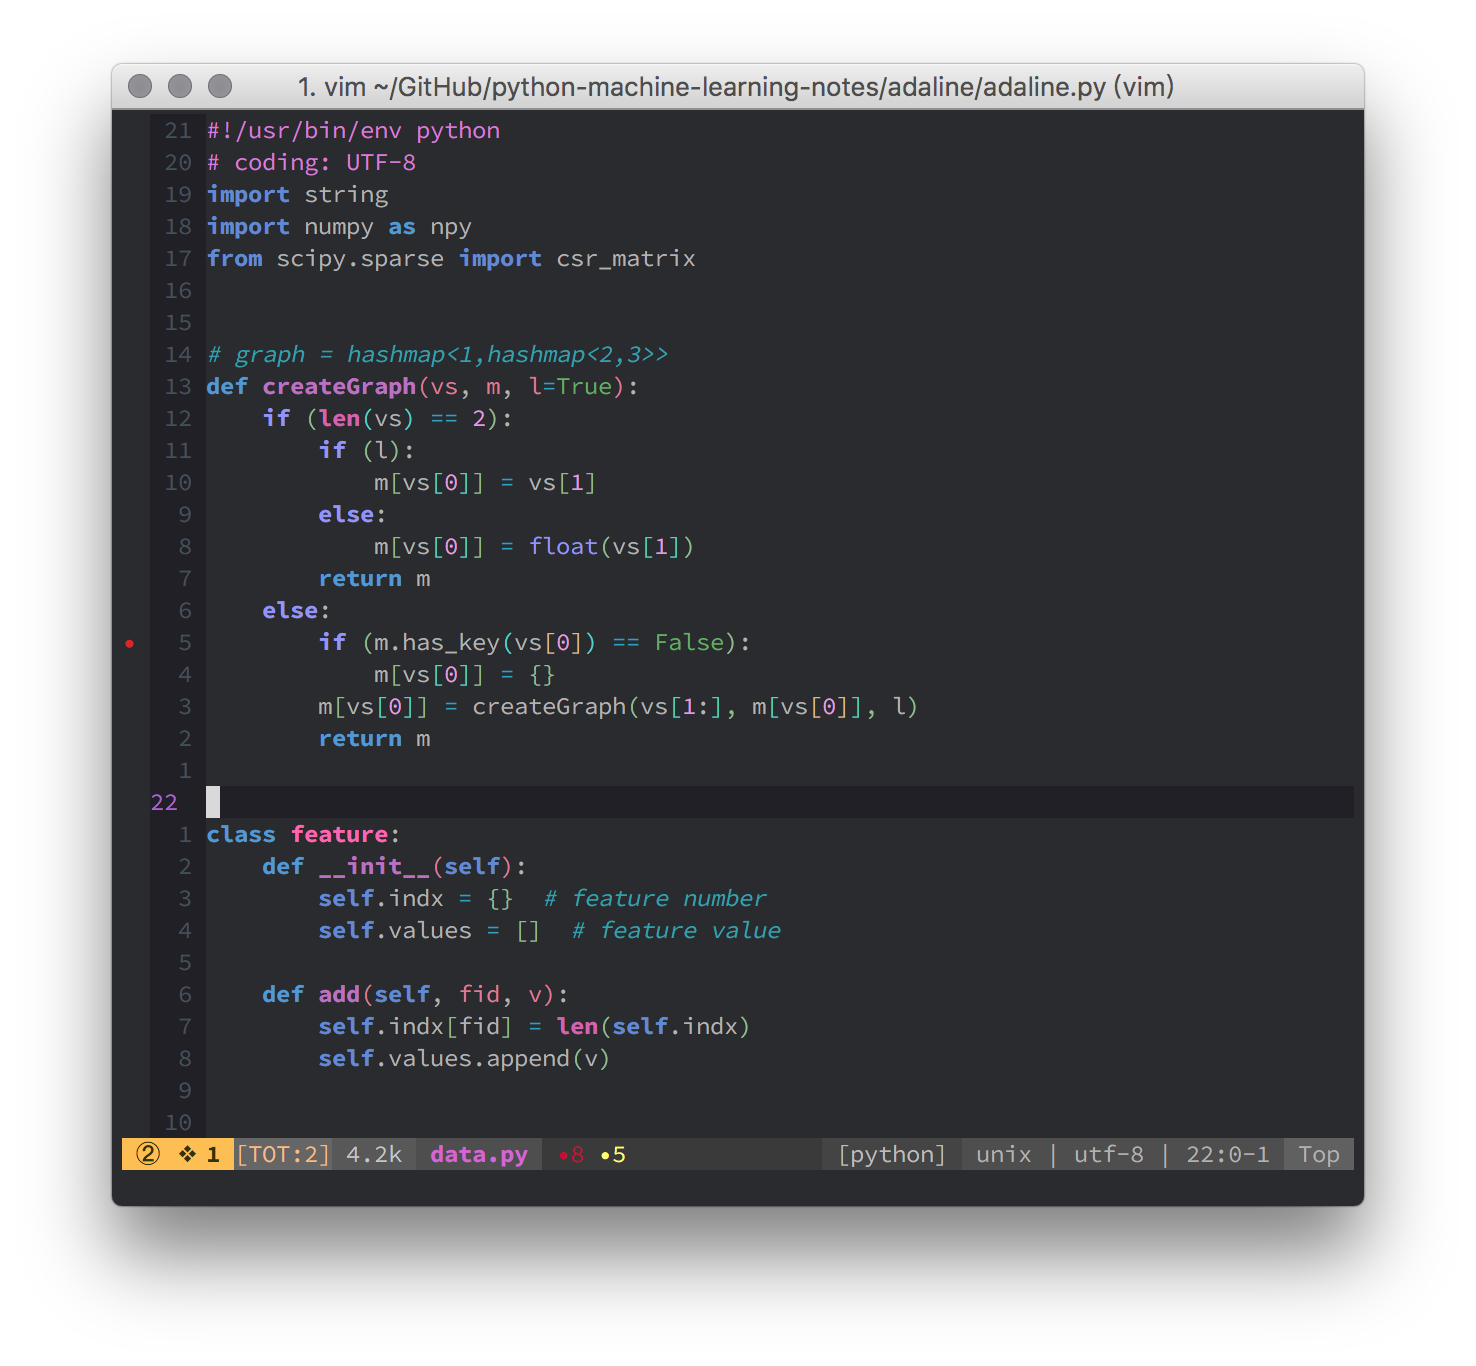 1. vim ~/GitHub/python-machine-learning-notes/adaline/adaline.py (vim)
21 #!/usr/bin/env python
20 # coding: UTF-8
19 import string
18 import numpy as npy
17 from scipy.sparse import csr_matrix
16
15
14 # graph = hashmap<1,hashmap<2,3>>
13 def createGraph(vs, m, l=True):
12     if (len(vs) == 2):
11         if (l):
10             m[vs[0]] = vs[1]
9         else:
8             m[vs[0]] = float(vs[1])
7         return m
6     else:
• 5         if (m.has_key(vs[0]) == False):
4             m[vs[0]] = {}
3         m[vs[0]] = createGraph(vs[1:], m[vs[0]], l)
2         return m
1
22
1 class feature:
2     def __init__(self):
3         self.indx = {}  # feature number
4         self.values = []  # feature value
5
6     def add(self, fid, v):
7         self.indx[fid] = len(self.indx)
8         self.values.append(v)
9
10
② ❖ 1 [TOT:2] 4.2k data.py •8 •5 [python] unix | utf-8 | 22:0-1 Top